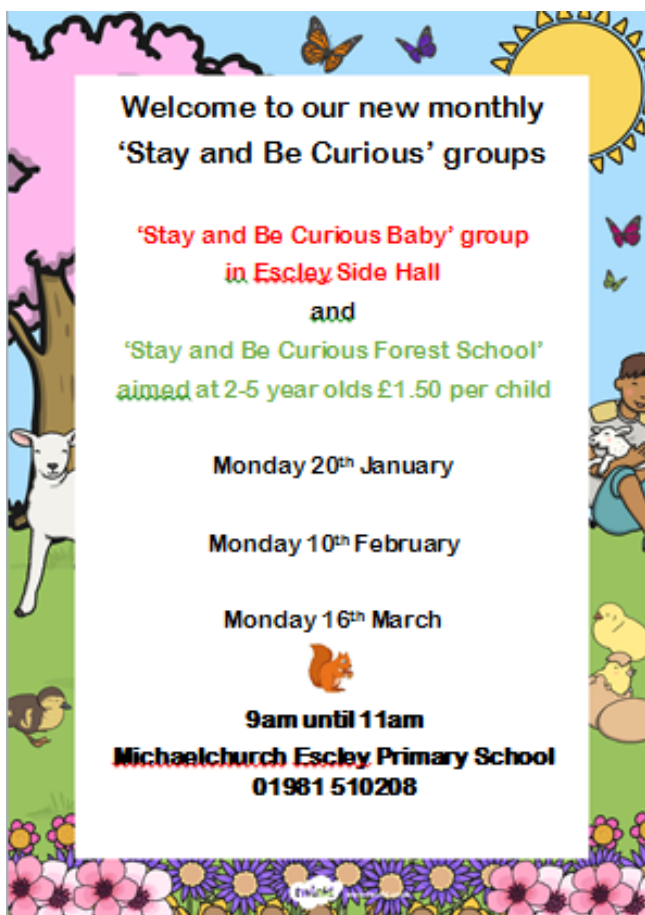 Welcome to our new monthly
‘Stay and Be Curious’ groups
‘Stay and Be Curious Baby’ group
in Escley Side Hall
and
‘Stay and Be Curious Forest School’
aimed at 2-5 year olds £1.50 per child
Monday 20th January
Monday 10th February
Monday 16th March
9am until 11am
Michaelchurch Escley Primary School
01981 510208
twinkl